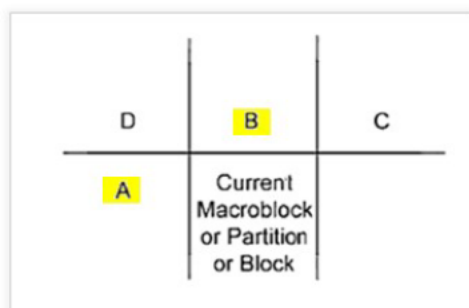 D B C
A
Current
Macroblock
or Partition
or Block